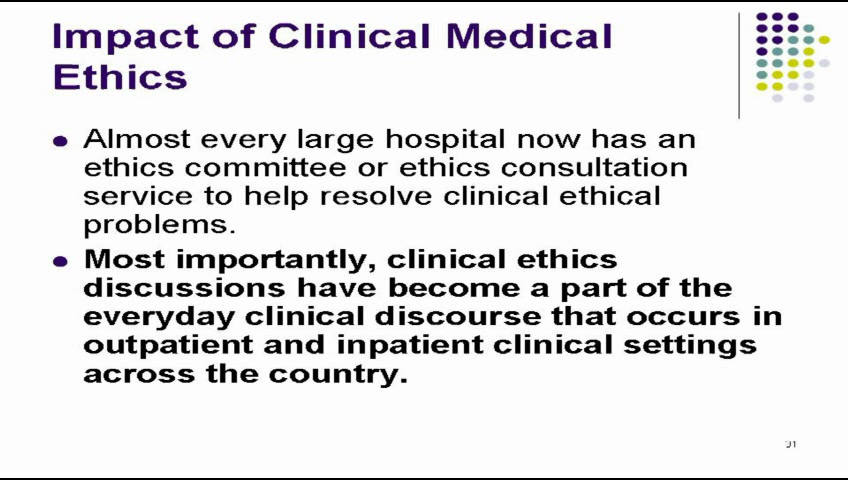 Impact of Clinical Medical
Ethics
Almost every large hospital now has an
ethics committee or ethics consultation
service to help resolve clinical ethical
problems.
Most importantly, clinical ethics
discussions have become a part of the
everyday clinical discourse that occurs in
outpatient and inpatient clinical settings
across the country.